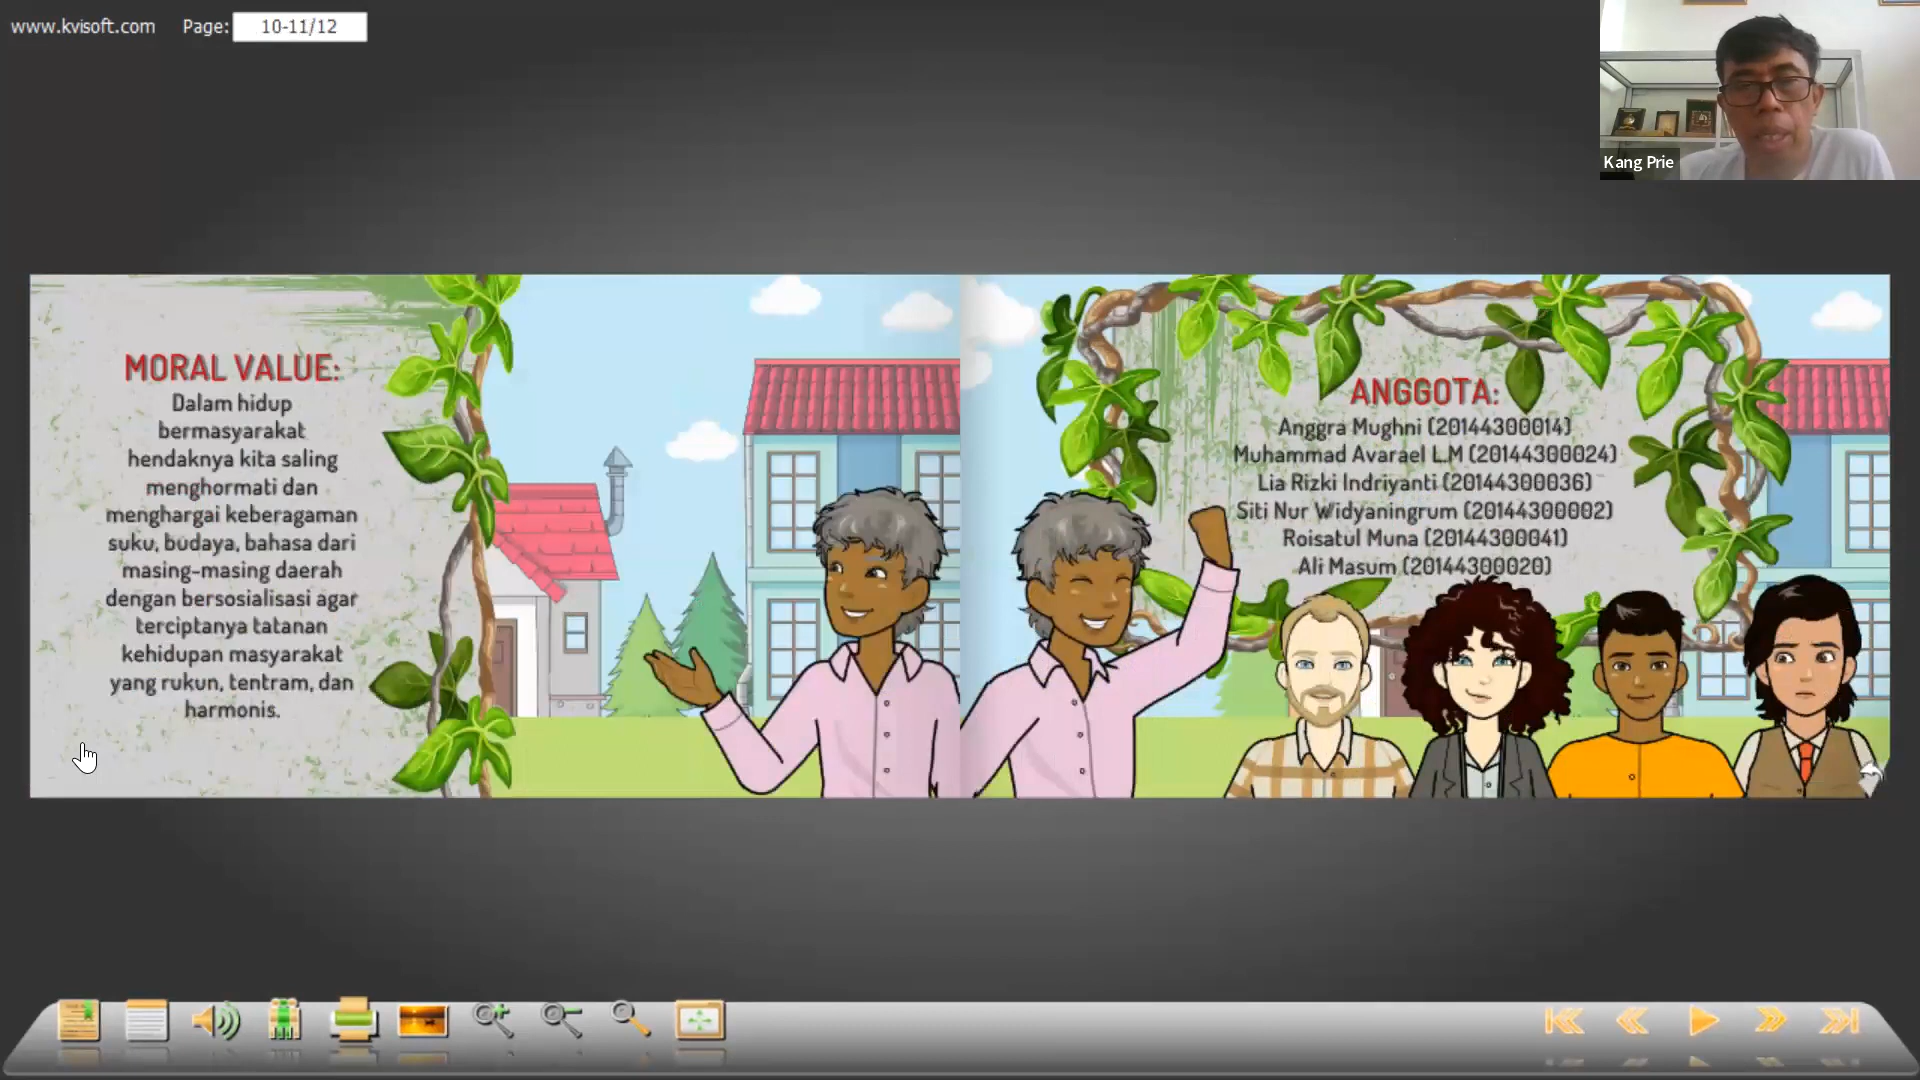 www.kvisoft.com Page: 10-11/12
Kang Prie
MORAL VALUE:
Dalam hidup
bermasyarakat
hendaknya kita saling
menghormati dan
menghargai keberagaman
suku, budaya, bahasa dari
masing-masing daerah
dengan bersosialisasi agar
terciptanya tatanan
kehidupan masyarakat
yang rukun, tentram, dan
harmonis.
ANGGOTA:
Anggra Mughni (20144300014)
Muhammad Avarael L.M (20144300024)
Lia Rizki Indriyanti (20144300036)
Siti Nur Widyaningrum (20144300002)
Roisatul Muna (20144300041)
Ali Masum (20144300020)